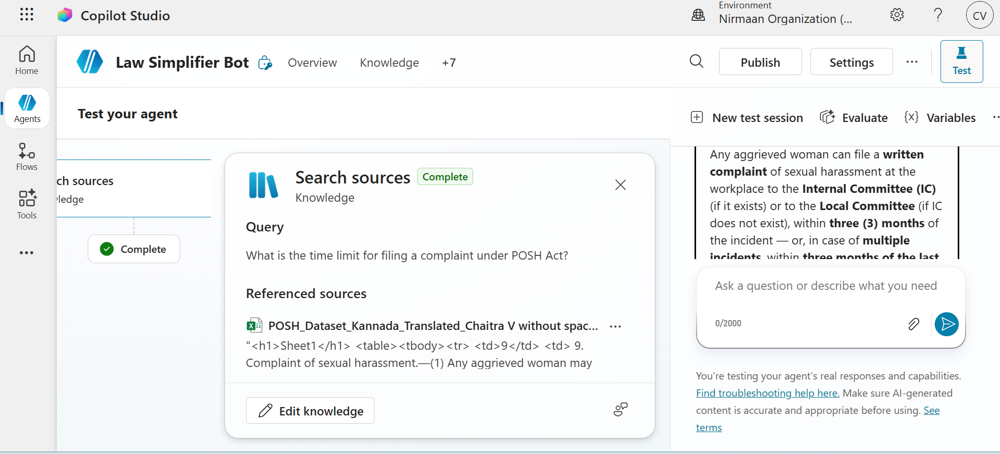 Copilot Studio
Environment
Nirmaan Organization (...
CV
Home
Agents
Flows
Tools
Law Simplifier Bot
Overview
Knowledge
+7
Publish
Settings
Test
Test your agent
New test session
Evaluate
Variables
ch sources
ledge
Complete
Search sources
Complete
Knowledge
Query
What is the time limit for filing a complaint under POSH Act?
Referenced sources
POSH_Dataset_Kannada_Translated_Chaitra V without spac...
"<h1>Sheet1</h1> <table><tbody><tr> <td>9</td> <td> 9.
Complaint of sexual harassment.—(1) Any aggrieved woman may
Edit knowledge
Any aggrieved woman can file a written
complaint of sexual harassment at the
workplace to the Internal Committee (IC)
(if it exists) or to the Local Committee (if IC
does not exist), within three (3) months of
the incident — or, in case of multiple
incidents, within three months of the last
Ask a question or describe what you need
0/2000
You're testing your agent's real responses and capabilities.
Find troubleshooting help here. Make sure AI-generated
content is accurate and appropriate before using. See
terms